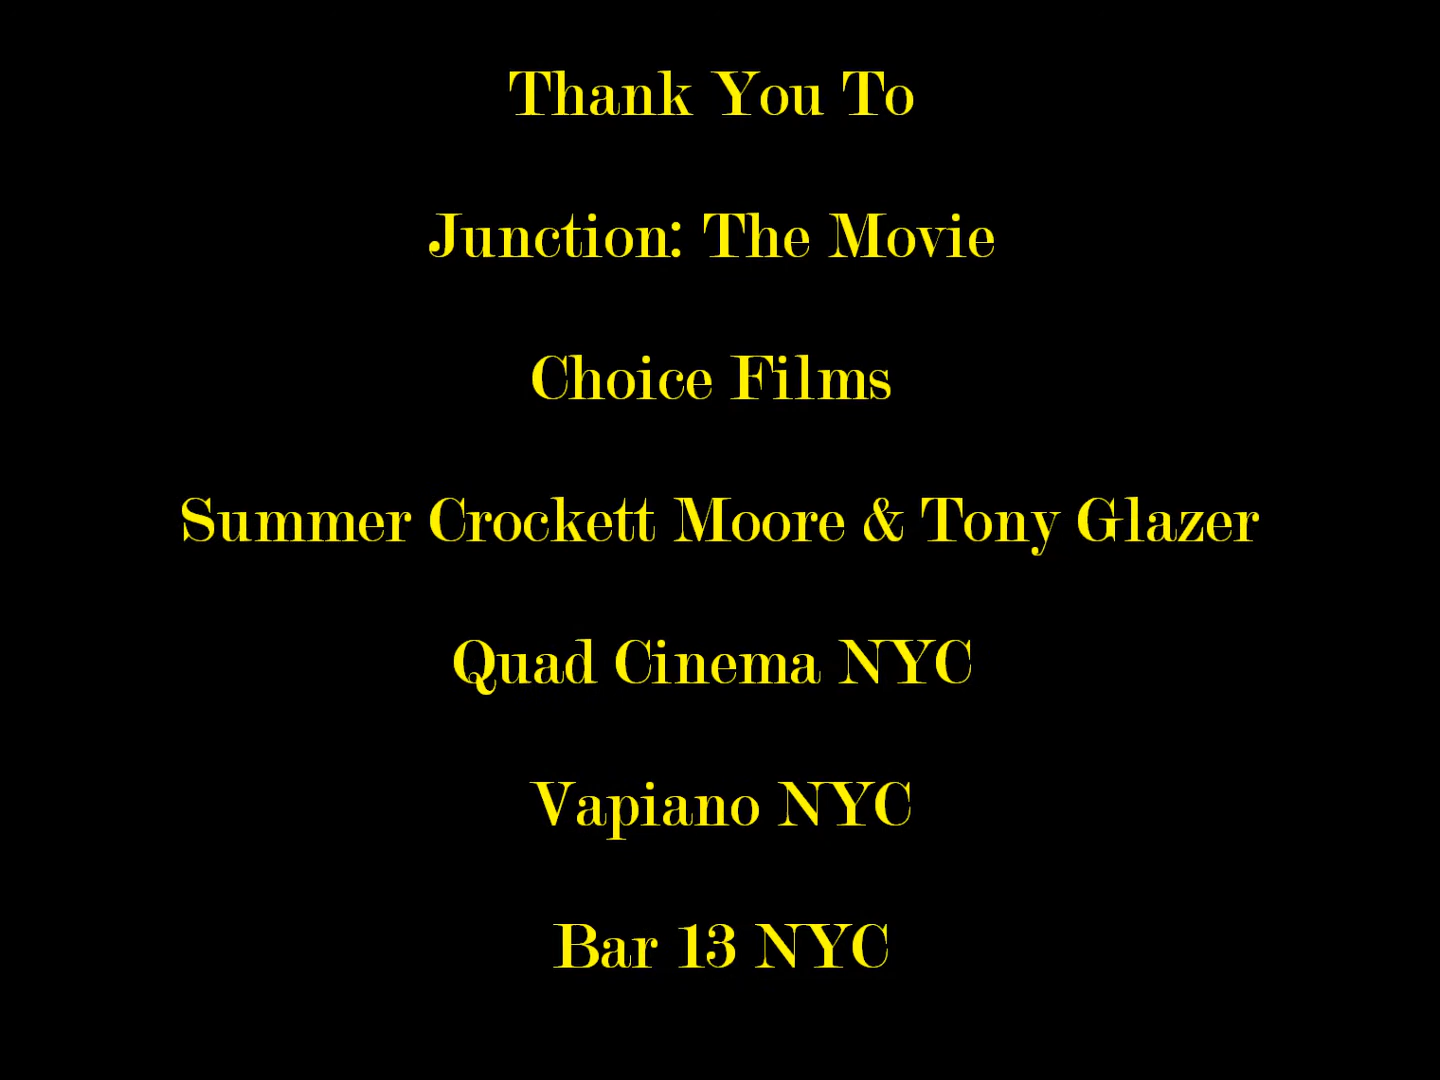 Thank You To
Junction: The Movie
Choice Films
Summer Crockett Moore & Tony Glazer
Quad Cinema NYC
Vapiano NYC
Bar 13 NYC